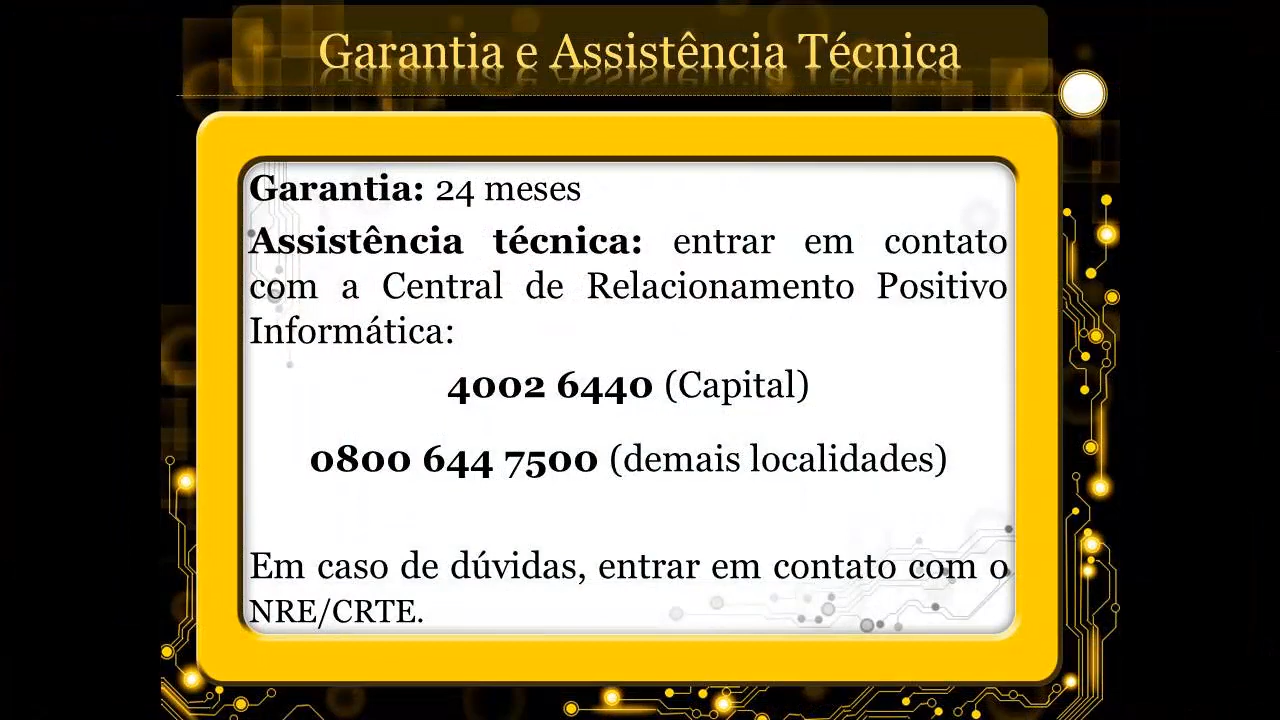 Garantia e Assistência Técnica
Garantia: 24 meses
Assistência técnica: entrar em contato
com a Central de Relacionamento Positivo
Informática:
4002 6440 (Capital)
0800 644 7500 (demais localidades)
Em caso de dúvidas, entrar em contato com o
NRE/CRTE.